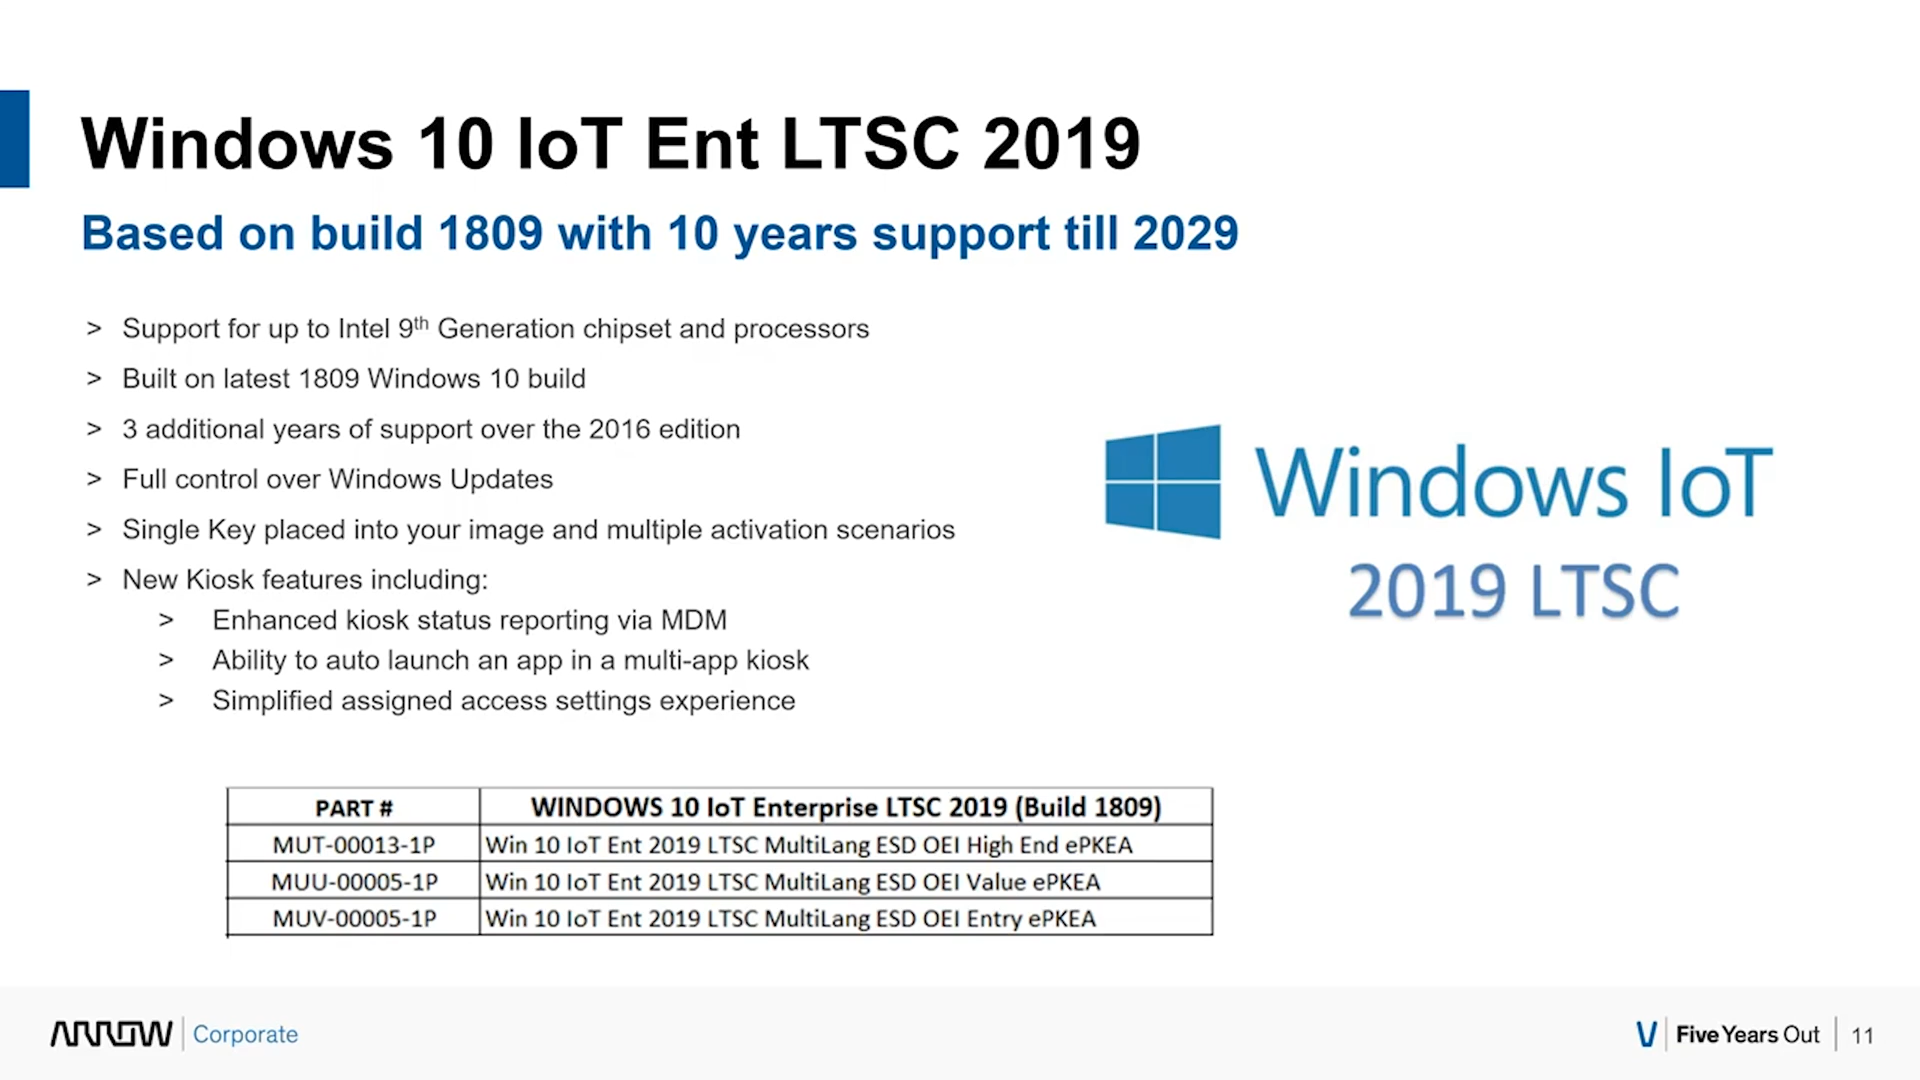 Windows 10 IoT Ent LTSC 2019
Based on build 1809 with 10 years support till 2029
> Support for up to Intel 9th Generation chipset and processors
> Built on latest 1809 Windows 10 build
> 3 additional years of support over the 2016 edition
> Full control over Windows Updates
> Single Key placed into your image and multiple activation scenarios
> New Kiosk features including:
> Enhanced kiosk status reporting via MDM
> Ability to auto launch an app in a multi-app kiosk
> Simplified assigned access settings experience
Windows IoT
2019 LTSC
PART # WINDOWS 10 IoT Enterprise LTSC 2019 (Build 1809)
MUT-00013-1P Win 10 IoT Ent 2019 LTSC MultiLang ESD OEI High End ePKEA
MUU-00005-1P Win 10 IoT Ent 2019 LTSC MultiLang ESD OEI Value ePKEA
MUV-00005-1P Win 10 IoT Ent 2019 LTSC MultiLang ESD OEI Entry ePKEA
ARROW | Corporate
V | Five Years Out | 11